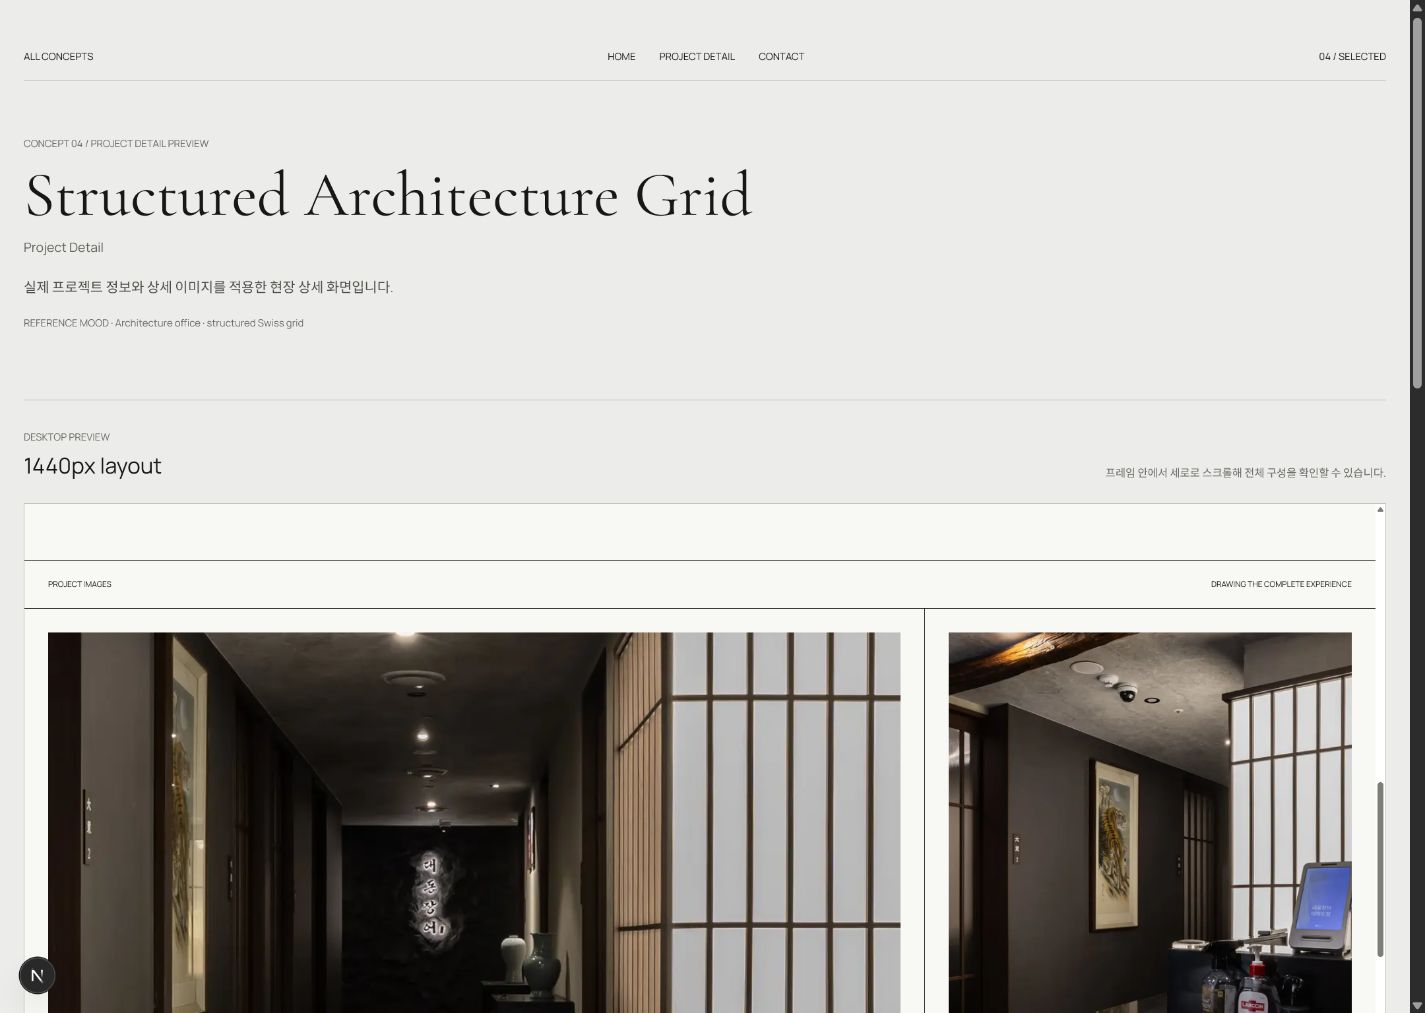 ALL CONCEPTS
HOME PROJECT DETAIL CONTACT
04 / SELECTED
CONCEPT 04 / PROJECT DETAIL PREVIEW
Structured Architecture Grid
Project Detail
실제 프로젝트 정보와 상세 이미지를 적용한 현장 상세 화면입니다.
REFERENCE MOOD · Architecture office · structured Swiss grid
DESKTOP PREVIEW
1440px layout
프레임 안에서 세로로 스크롤해 전체 구성을 확인할 수 있습니다.
PROJECT IMAGES
DRAWING THE COMPLETE EXPERIENCE
대돈장어
N